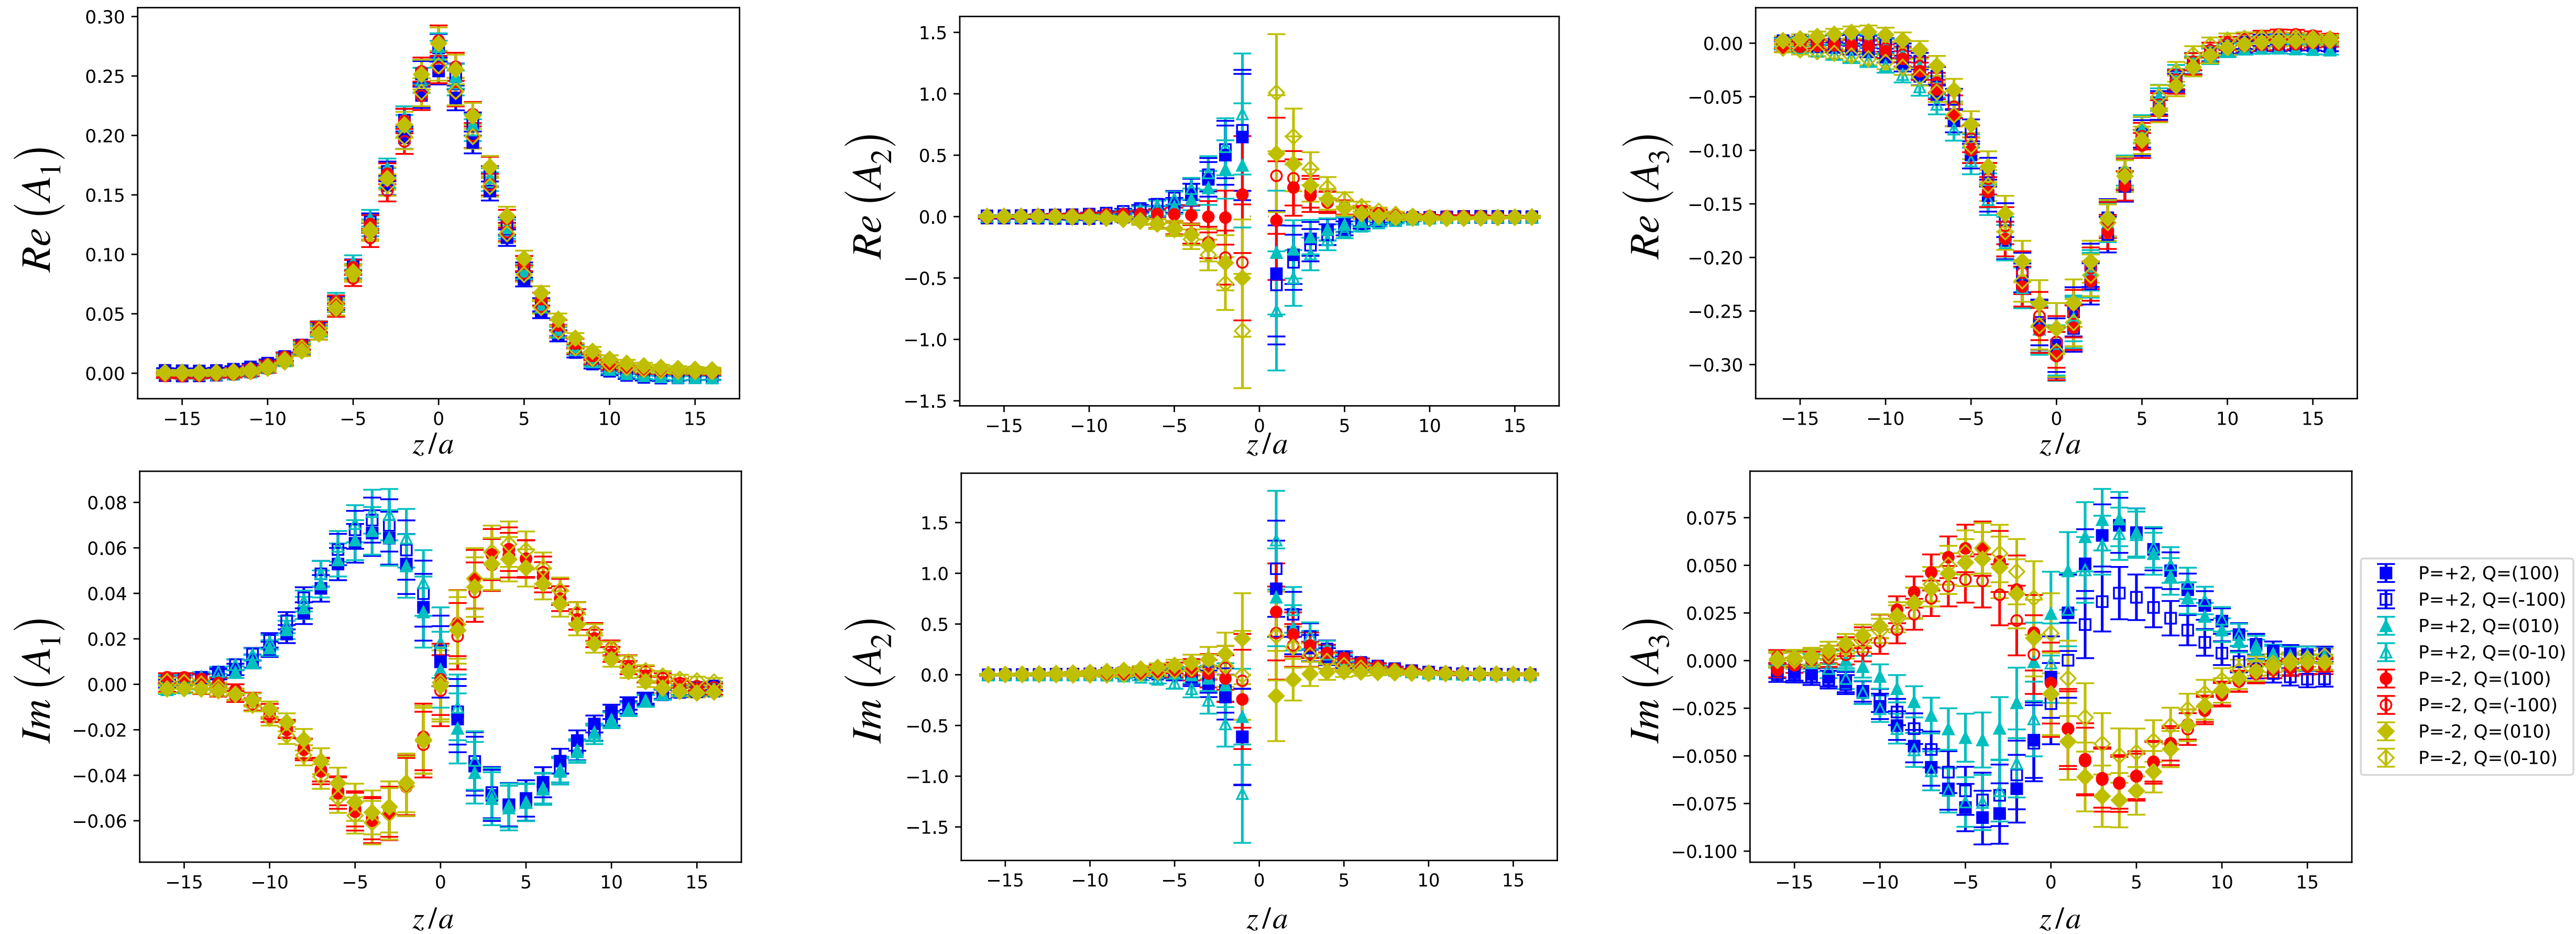 Re (A1)
0.30
0.25
0.20
0.15
0.10
0.05
0.00
−15 −10 −5 0 5 10 15
z/a
Re (A2)
1.5
1.0
0.5
0.0
−0.5
−1.0
−1.5
−15 −10 −5 0 5 10 15
z/a
Re (A3)
0.00
−0.05
−0.10
−0.15
−0.20
−0.25
−0.30
−15 −10 −5 0 5 10 15
z/a
Im (A1)
0.08
0.06
0.04
0.02
0.00
−0.02
−0.04
−0.06
−15 −10 −5 0 5 10 15
z/a
Im (A2)
1.5
1.0
0.5
0.0
−0.5
−1.0
−1.5
−15 −10 −5 0 5 10 15
z/a
Im (A3)
0.075
0.050
0.025
0.000
−0.025
−0.050
−0.075
−0.100
−15 −10 −5 0 5 10 15
z/a
P=+2, Q=(100)
P=+2, Q=(-100)
P=+2, Q=(010)
P=+2, Q=(0-10)
P=-2, Q=(100)
P=-2, Q=(-100)
P=-2, Q=(010)
P=-2, Q=(0-10)